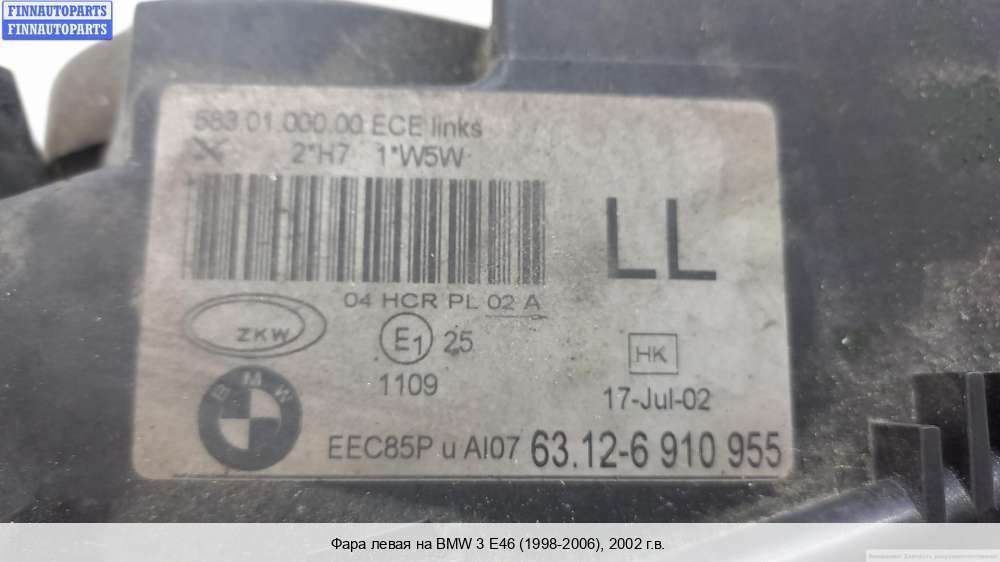 FINNAUTOPARTS
FINNAUTOPARTS
583.01.000.00 ECE links
2*H7 1*W5W
LL
04 HCR PL 02 A
ZKW
E1 25
HK
1109
17-Jul-02
BMW
EEC85P u AI07 63.12-6 910 955
Фара левая на BMW 3 E46 (1998-2006), 2002 г.в.